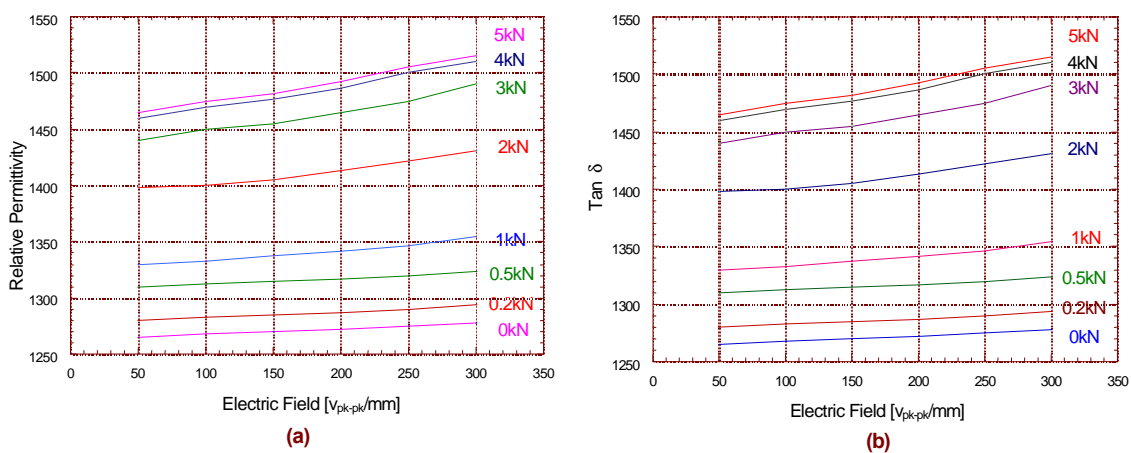 1550
1500
1450
1400
1350
1300
1250
Relative Permittivity
5kN
4kN
3kN
2kN
1kN
0.5kN
0.2kN
0kN
0 50 100 150 200 250 300 350
Electric Field [v pk-pk/mm]
(a)
1550
1500
1450
1400
1350
1300
1250
Tan δ
5kN
4kN
3kN
2kN
1kN
0.5kN
0.2kN
0kN
0 50 100 150 200 250 300 350
Electric Field [v pk-pk/mm]
(b)